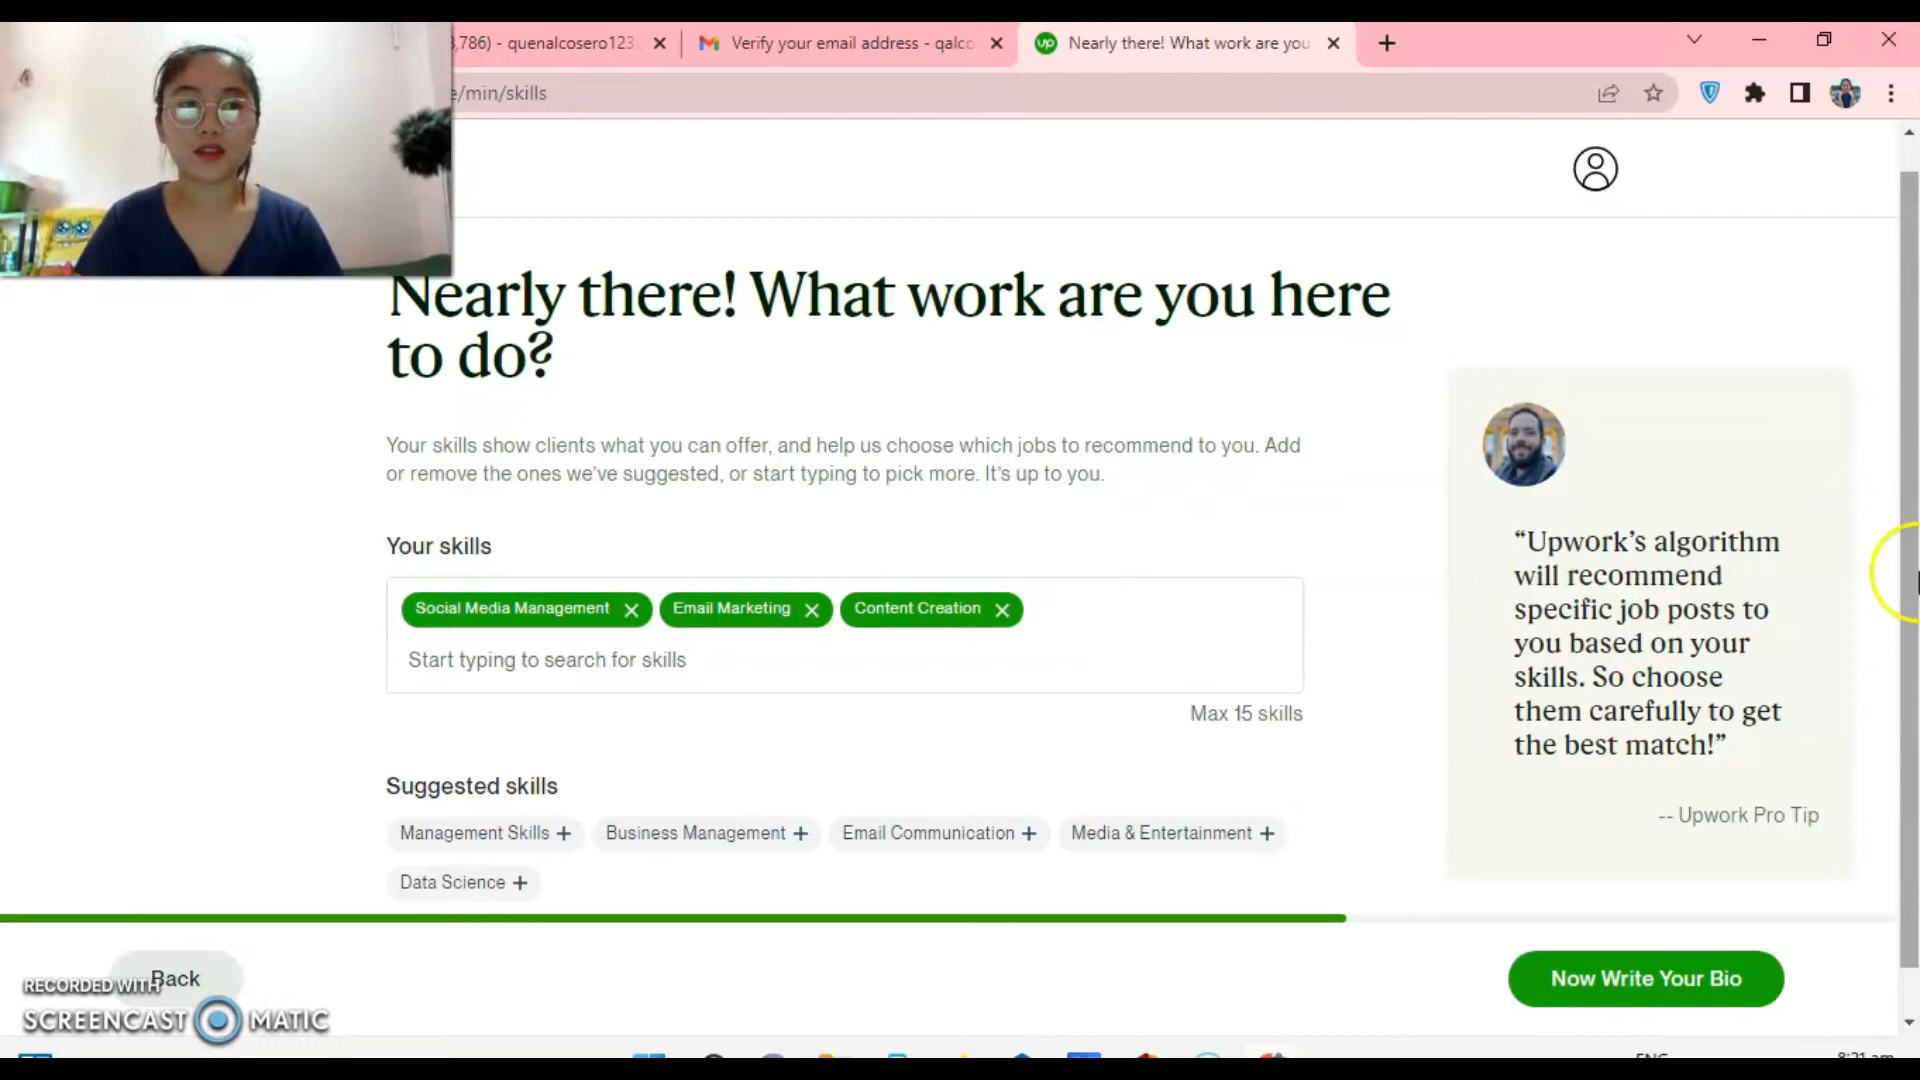 ,786) - quenalcosero123
Verify your email address - qalco
up
Nearly there! What work are you
e/min/skills
Nearly there! What work are you here
to do?
Your skills show clients what you can offer, and help us choose which jobs to recommend to you. Add
or remove the ones we've suggested, or start typing to pick more. It's up to you.
Your skills
Social Media Management
Email Marketing
Content Creation
Start typing to search for skills
Max 15 skills
Suggested skills
Management Skills +
Business Management +
Email Communication +
Media & Entertainment +
Data Science +
“Upwork’s algorithm
will recommend
specific job posts to
you based on your
skills. So choose
them carefully to get
the best match!”
-- Upwork Pro Tip
Back
Now Write Your Bio
RECORDED WITH
SCREENCAST MATIC
ENG
8:21 am